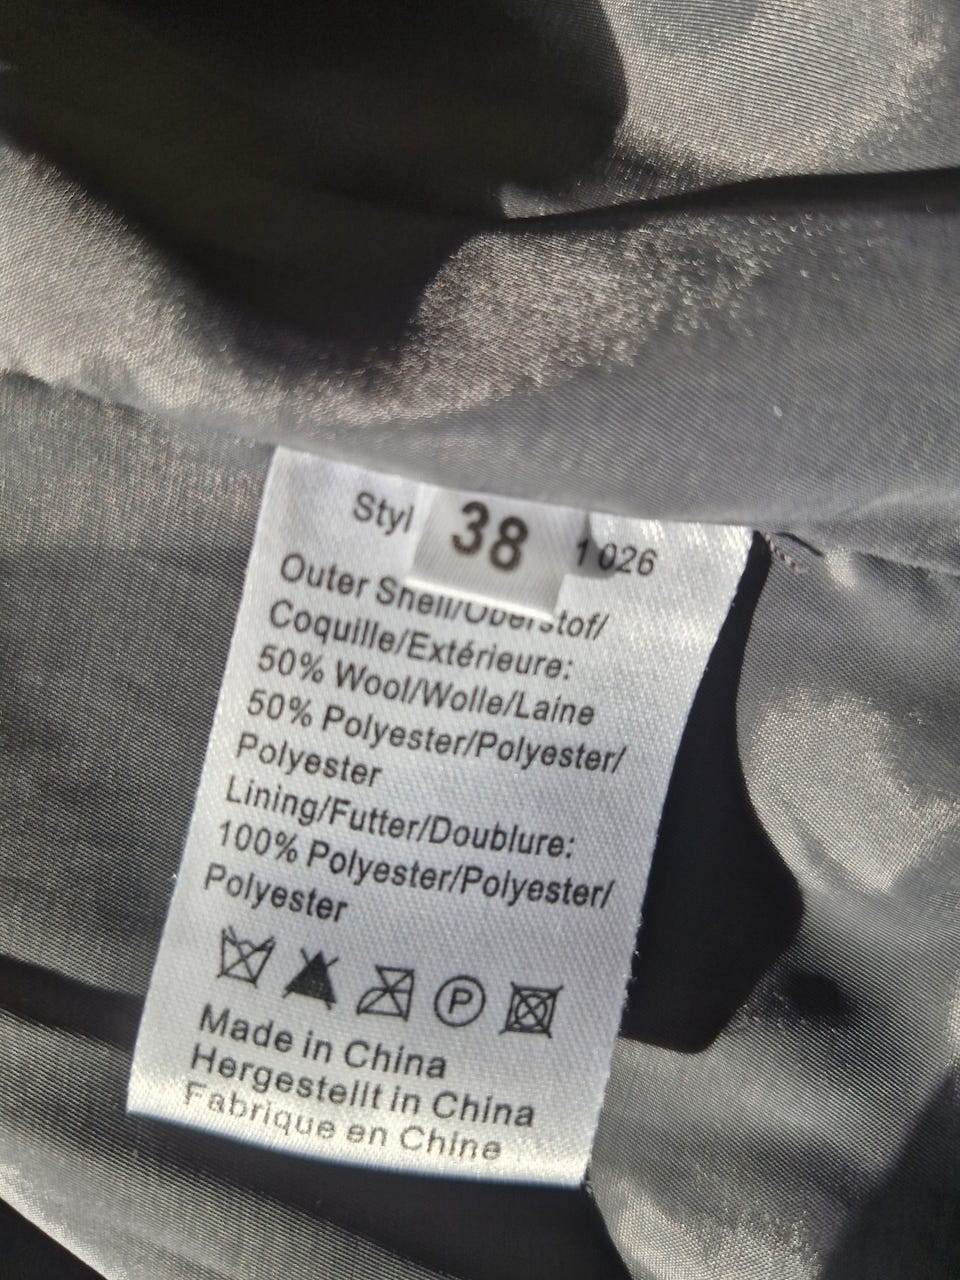 Styl 38 1026
Outer Shell/Oberstof/
Coquille/Extérieure:
50% Wool/Wolle/Laine
50% Polyester/Polyester/
Polyester
Lining/Futter/Doublure:
100% Polyester/Polyester/
Polyester
P
Made in China
Hergestellt in China
Fabrique en Chine